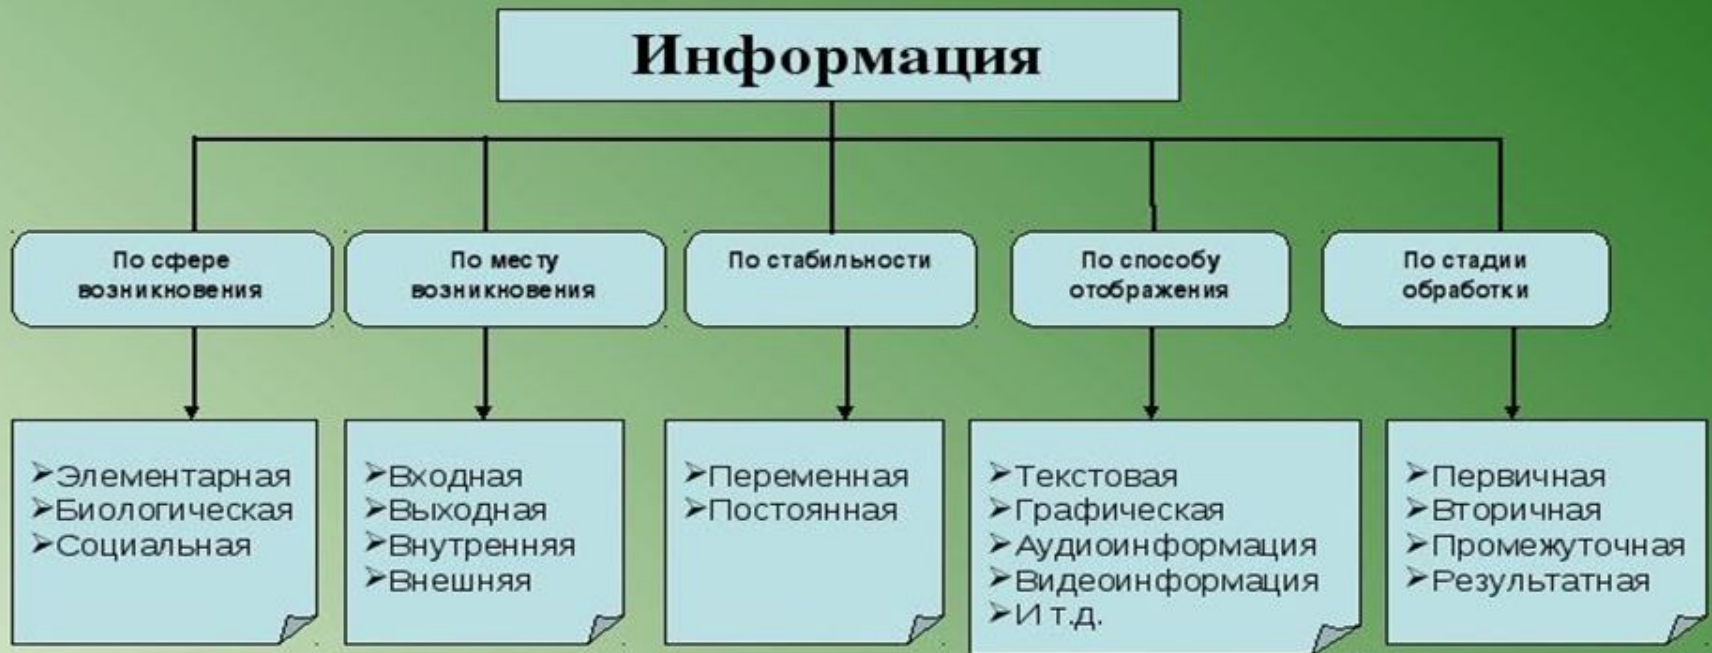 Информация
По сфере
возникновения
По месту
возникновения
По стабильности
По способу
отображения
По стадии
обработки
➢Элементарная
➢Биологическая
➢Социальная
➢Входная
➢Выходная
➢Внутренняя
➢Внешняя
➢Переменная
➢Постоянная
➢Текстовая
➢Графическая
➢Аудиоинформация
➢Видеоинформация
➢И т.д.
➢Первичная
➢Вторичная
➢Промежуточная
➢Результатная